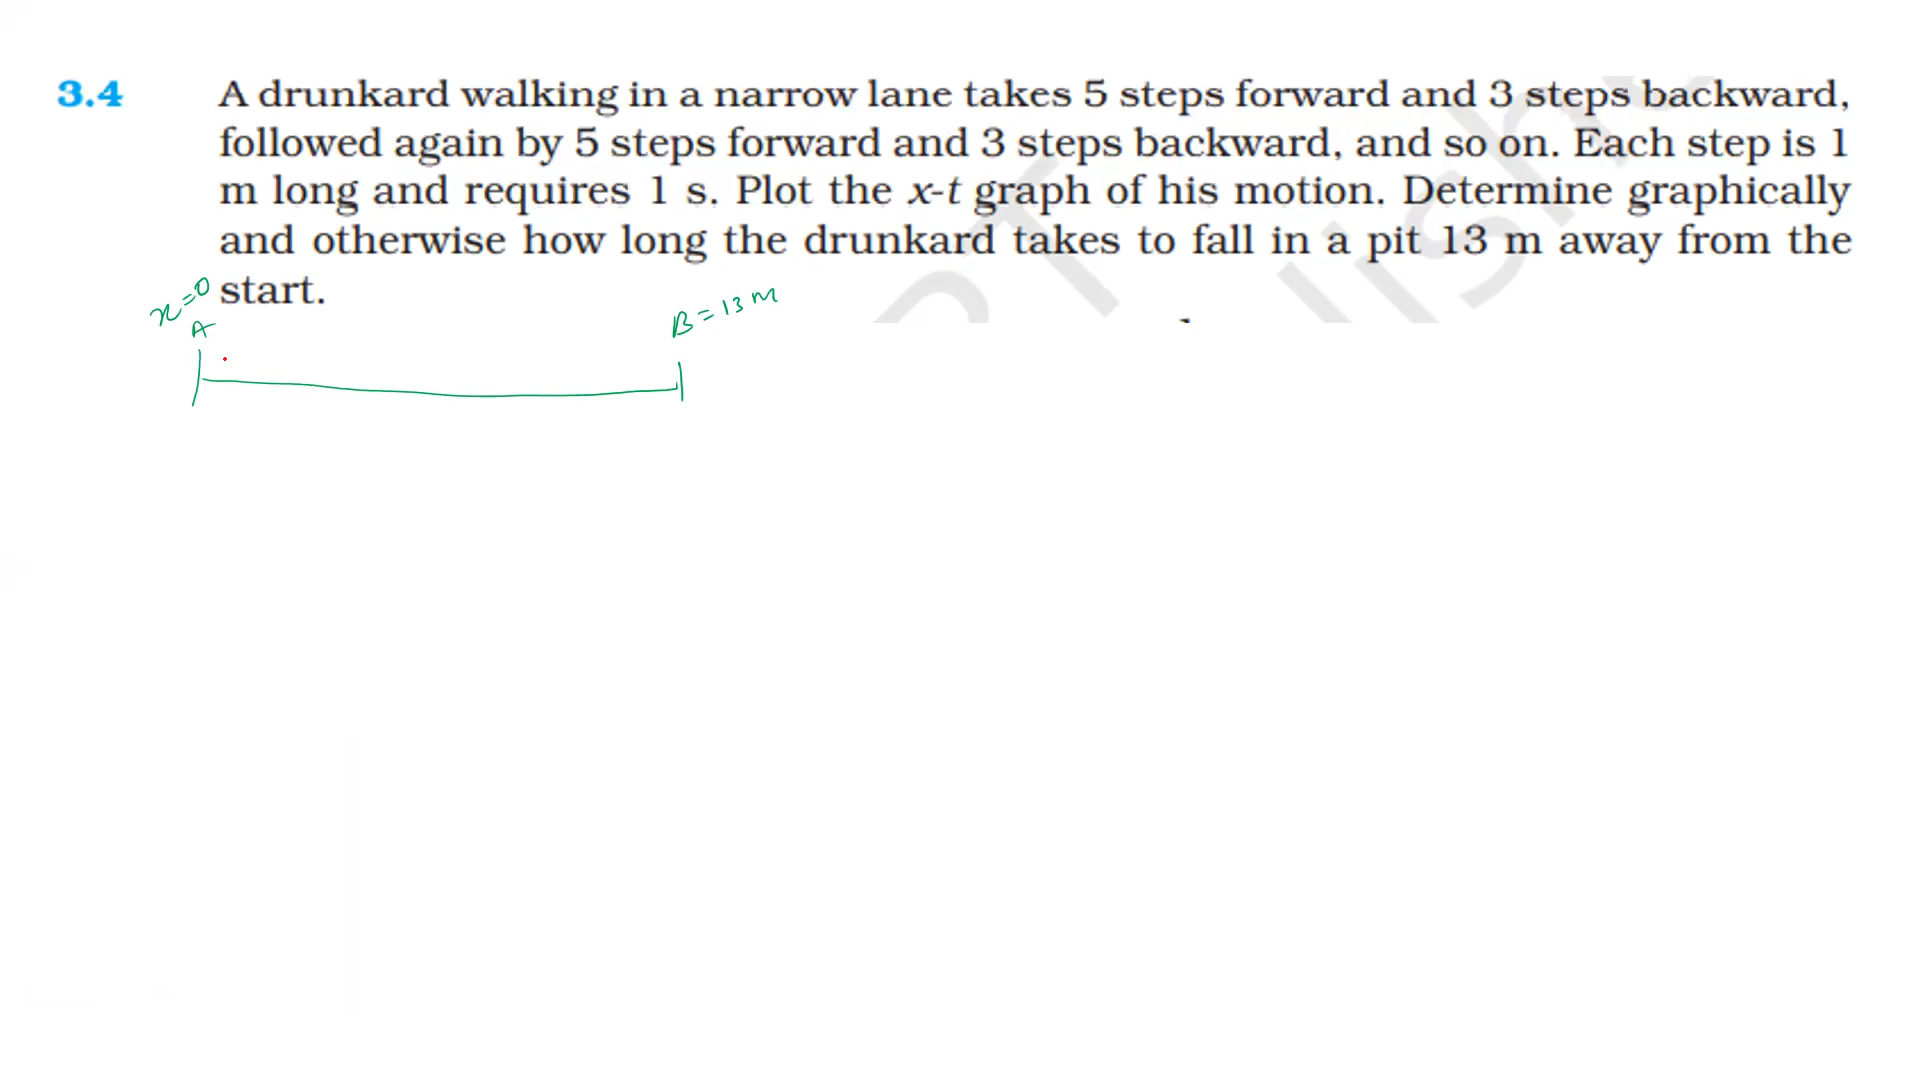 3.4 A drunkard walking in a narrow lane takes 5 steps forward and 3 steps backward,
followed again by 5 steps forward and 3 steps backward, and so on. Each step is 1
m long and requires 1 s. Plot the x-t graph of his motion. Determine graphically
and otherwise how long the drunkard takes to fall in a pit 13 m away from the
start.
x=0
A
B = 13 m